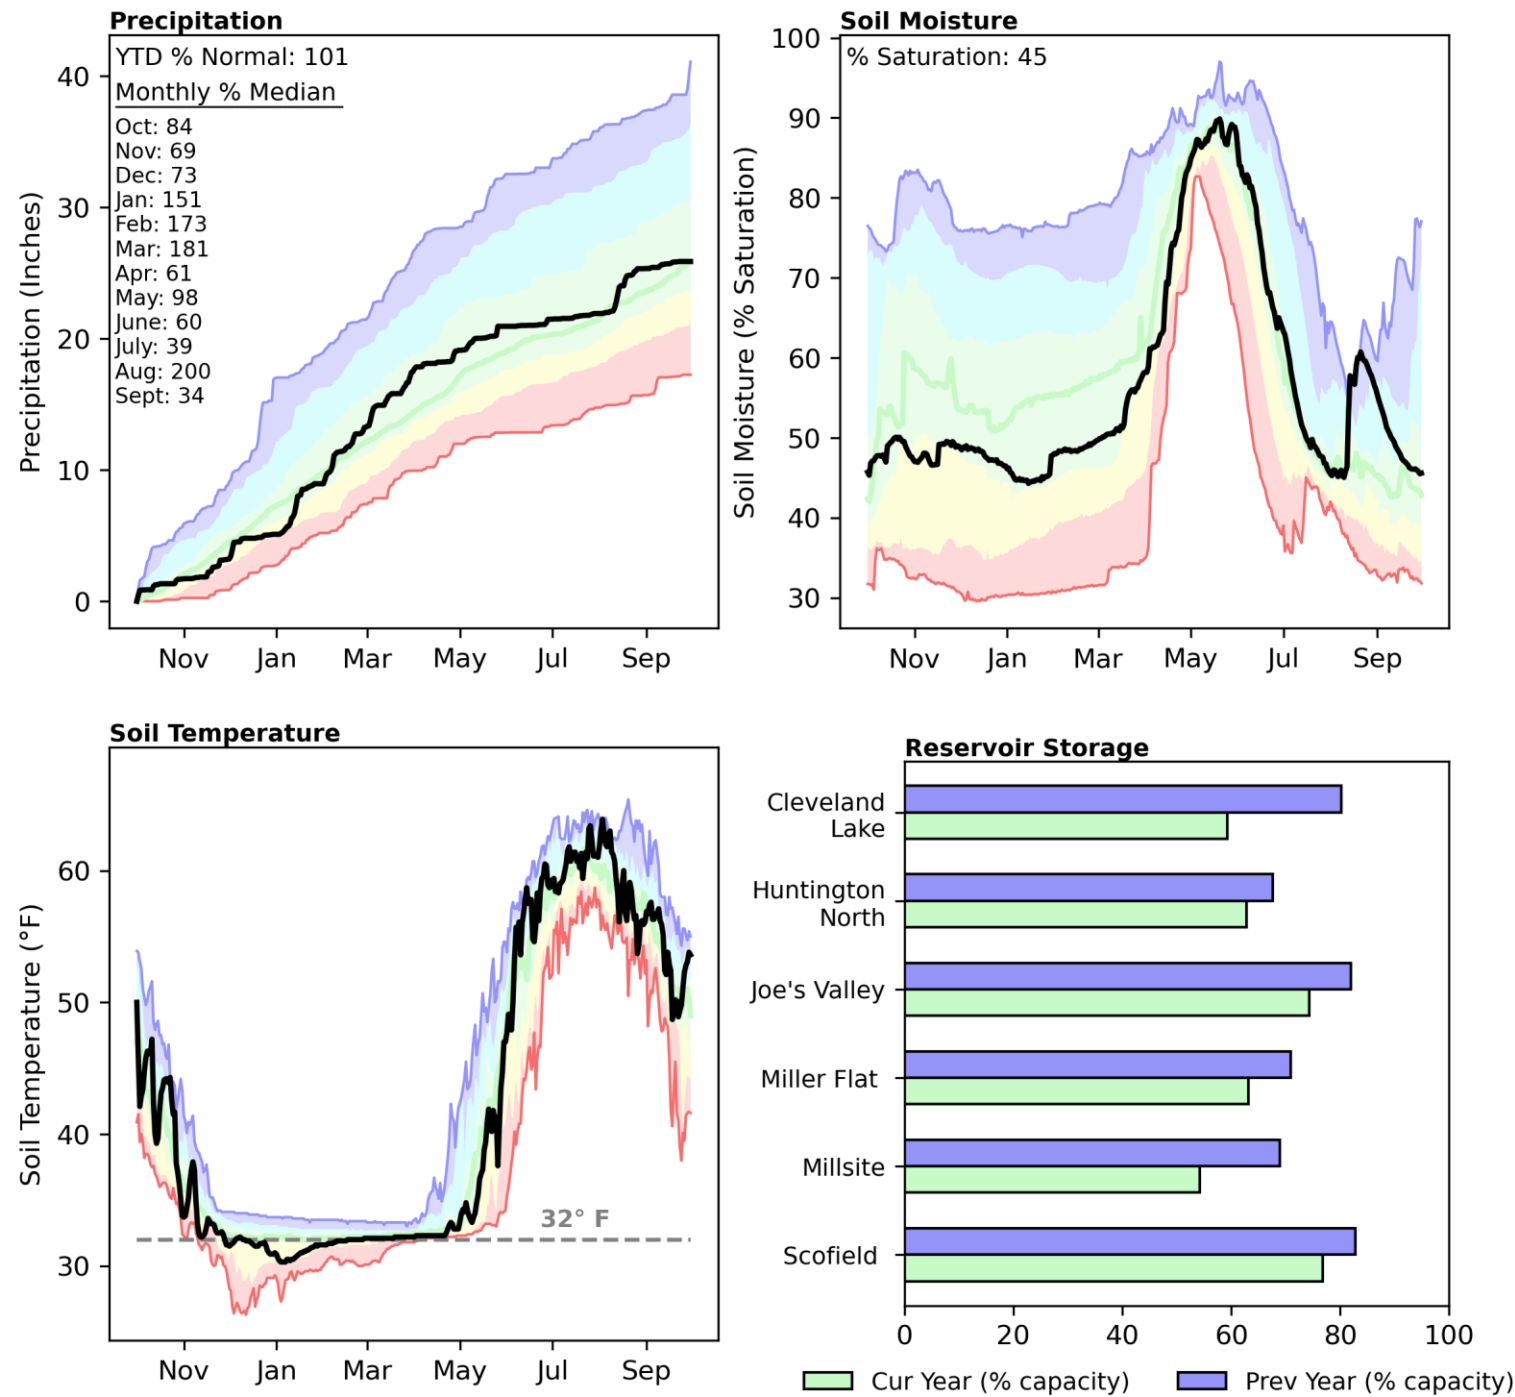 Precipitation
YTD % Normal: 101
Monthly % Median
Oct: 84
Nov: 69
Dec: 73
Jan: 151
Feb: 173
Mar: 181
Apr: 61
May: 98
June: 60
July: 39
Aug: 200
Sept: 34
Precipitation (Inches)
40
30
20
10
0
Nov Jan Mar May Jul Sep
Soil Moisture
% Saturation: 45
Soil Moisture (% Saturation)
100
90
80
70
60
50
40
30
Nov Jan Mar May Jul Sep
Soil Temperature
Soil Temperature (°F)
60
50
40
30
32° F
Nov Jan Mar May Jul Sep
Reservoir Storage
Cleveland
Lake
Huntington
North
Joe's Valley
Miller Flat
Millsite
Scofield
0 20 40 60 80 100
Cur Year (% capacity) Prev Year (% capacity)